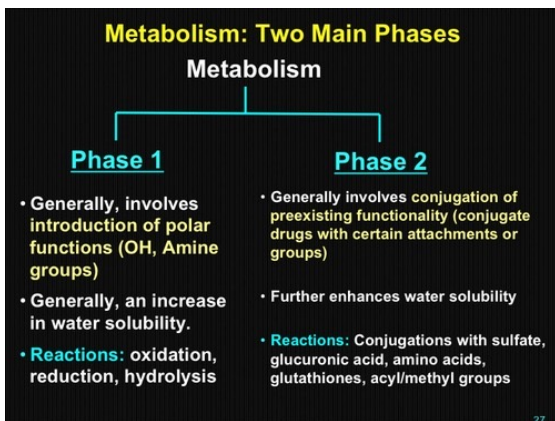 Metabolism: Two Main Phases
Metabolism
Phase 1
• Generally, involves
introduction of polar
functions (OH, Amine
groups)
• Generally, an increase
in water solubility.
• Reactions: oxidation,
reduction, hydrolysis
Phase 2
• Generally involves conjugation of
preexisting functionality (conjugate
drugs with certain attachments or
groups)
• Further enhances water solubility
• Reactions: Conjugations with sulfate,
glucuronic acid, amino acids,
glutathiones, acyl/methyl groups
27